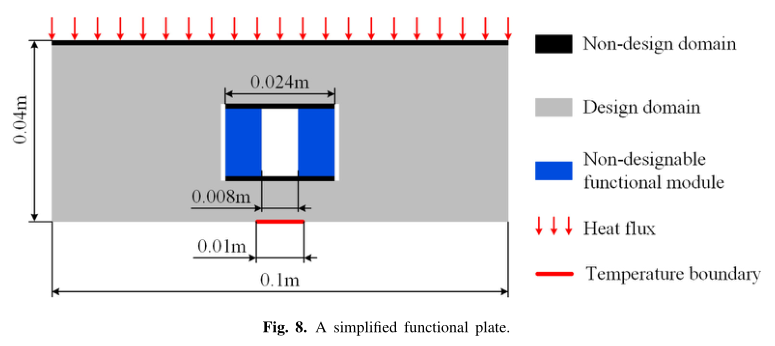 0.04m
0.024m
0.008m
0.01m
0.1m
Non-design domain
Design domain
Non-designable
functional module
Heat flux
Temperature boundary
Fig. 8. A simplified functional plate.